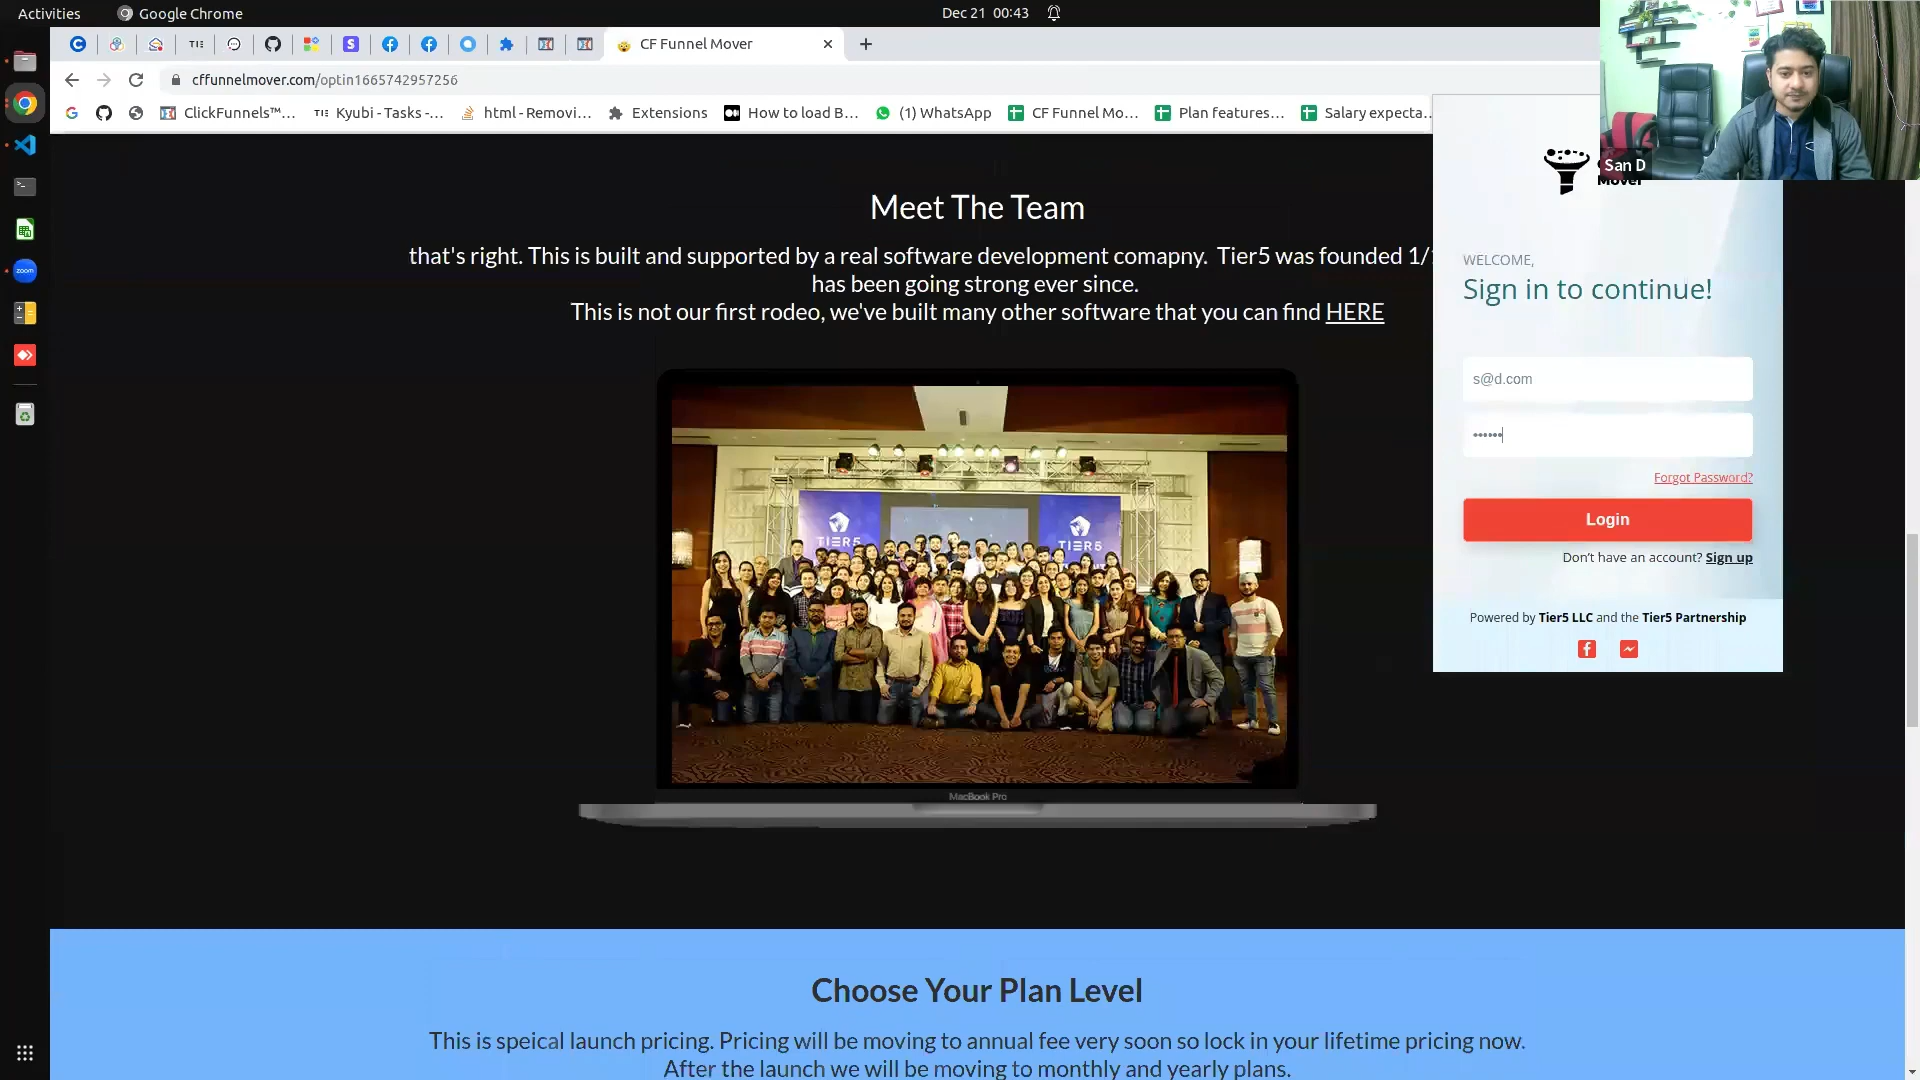 Activities
Google Chrome
Dec 21 00:43
TIE
S
CF Funnel Mover
cffunnelmover.com/optin1665742957256
ClickFunnels™...
TIE Kyubi - Tasks -...
html - Removi...
Extensions
How to load B...
(1) WhatsApp
CF Funnel Mo...
Plan features...
Salary expecta...
San D
Mover
zoom
Meet The Team
that's right. This is built and supported by a real software development comapny. Tier5 was founded 1/
has been going strong ever since.
This is not our first rodeo, we've built many other software that you can find HERE
TIER5
TIER5
MacBook Pro
WELCOME,
Sign in to continue!
s@d.com
Forgot Password?
Login
Don't have an account? Sign up
Powered by Tier5 LLC and the Tier5 Partnership
Choose Your Plan Level
This is speical launch pricing. Pricing will be moving to annual fee very soon so lock in your lifetime pricing now.
After the launch we will be moving to monthly and yearly plans.